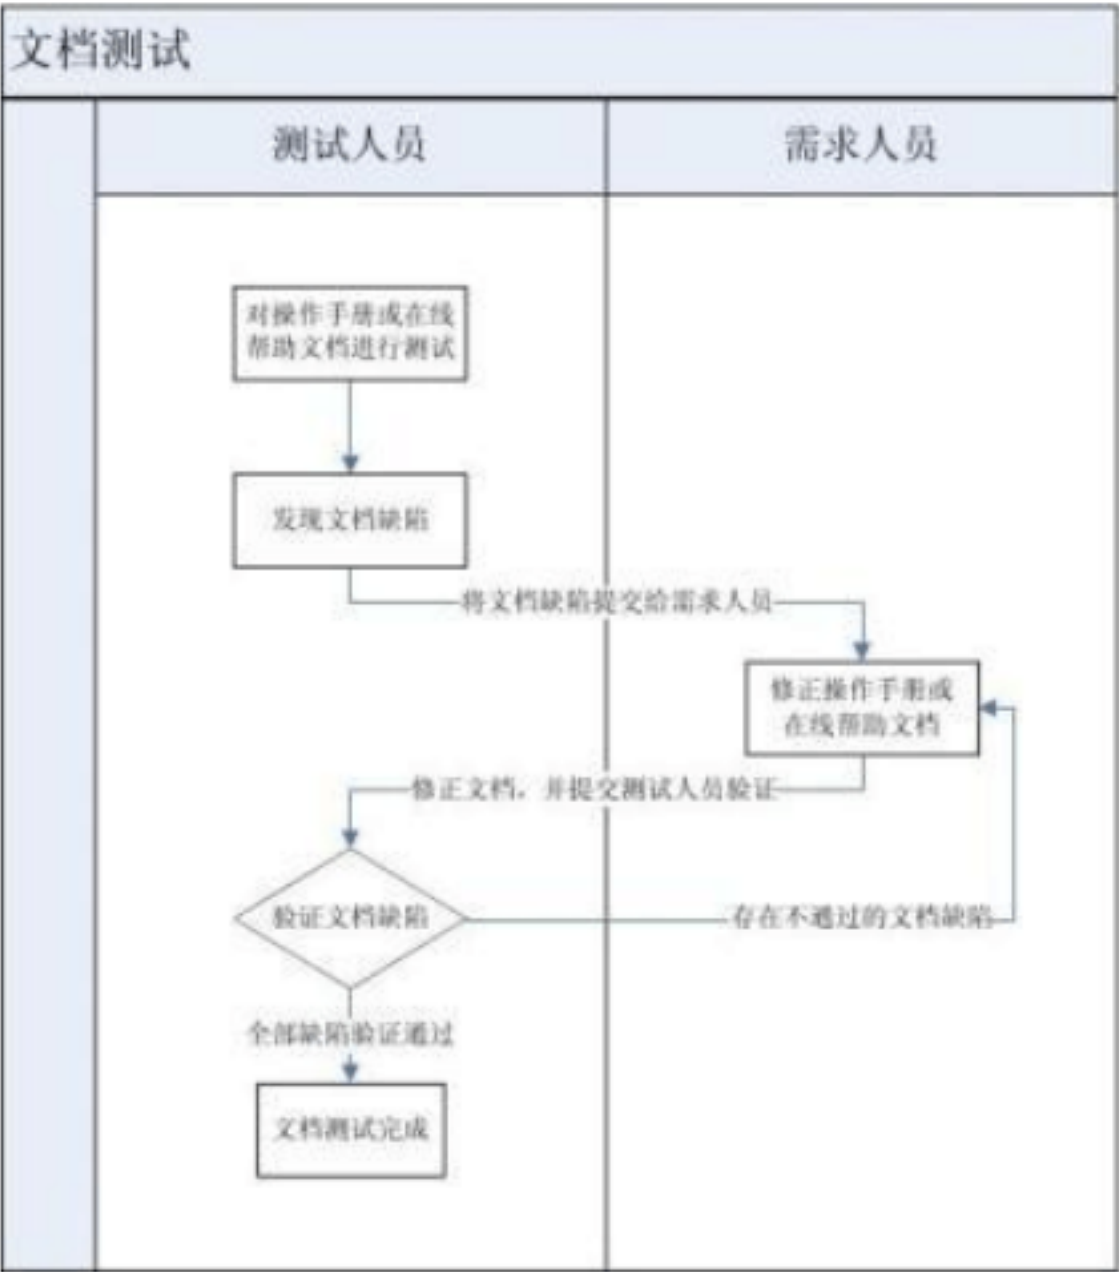 文档测试
测试人员
需求人员
对操作手册或在线
帮助文档进行测试
发现文档缺陷
将文档缺陷提交给需求人员
修正操作手册或
在线帮助文档
修正文档，并提交测试人员验证
验证文档缺陷
存在不通过的文档缺陷
全部缺陷验证通过
文档测试完成